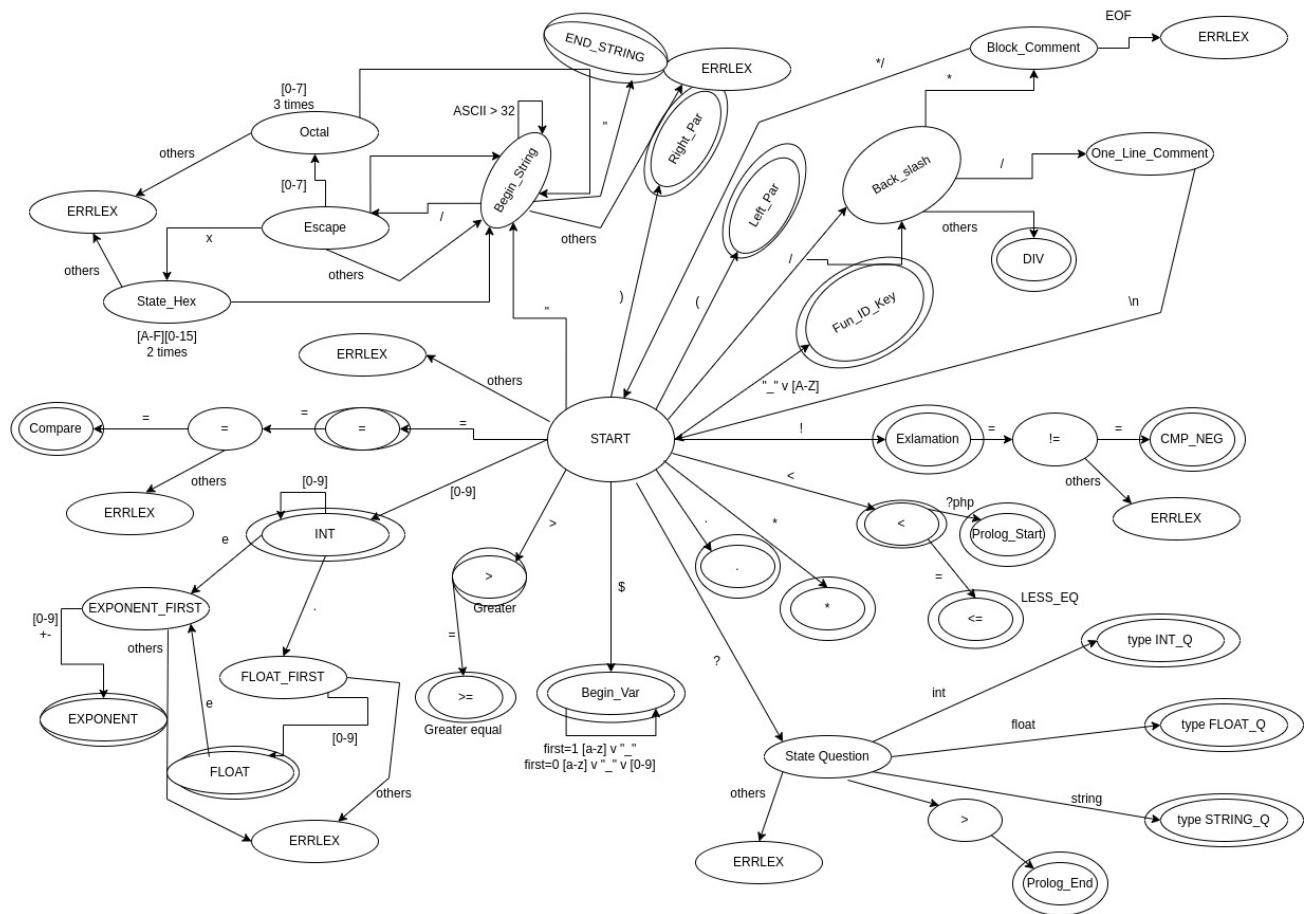 EOF
END_STRING
Block_Comment
ERRLEX
*/
ERRLEX
*
[0-7]
3 times
ASCII > 32
"
Right_Par
Octal
One_Line_Comment
others
Back_slash
/
Begin_String
[0-7]
Left_Par
ERRLEX
Escape
/
others
others
x
others
/
DIV
others
State_Hex
)
(
Fun_ID_Key
\n
"
[A-F][0-15]
2 times
ERRLEX
others
"_" v [A-Z]
Compare
=
=
=
=
=
START
!
Exlamation
=
!=
=
CMP_NEG
others
[0-9]
[0-9]
<
others
ERRLEX
?php
ERRLEX
INT
>
.
*
<
Prolog_Start
e
.
>
.
=
LESS_EQ
EXPONENT_FIRST
Greater
$
*
<=
[0-9]
+-
others
=
type INT_Q
FLOAT_FIRST
?
>=
Begin_Var
int
e
EXPONENT
[0-9]
Greater equal
float
type FLOAT_Q
first=1 [a-z] v "_"
first=0 [a-z] v "_" v [0-9]
State Question
FLOAT
others
others
string
type STRING_Q
>
ERRLEX
ERRLEX
Prolog_End